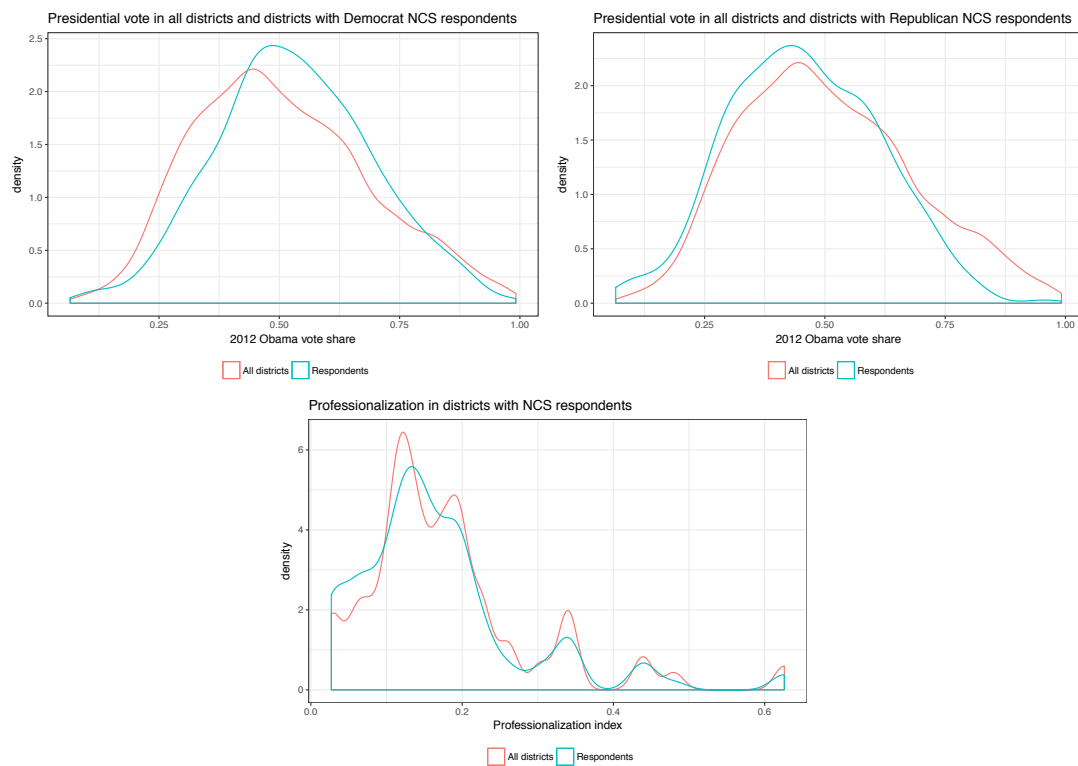 Presidential vote in all districts and districts with Democrat NCS respondents
2.5
2.0
1.5
1.0
0.5
0.0
density
0.25 0.50 0.75 1.00
2012 Obama vote share
All districts Respondents
Presidential vote in all districts and districts with Republican NCS respondents
2.0
1.5
1.0
0.5
0.0
density
0.25 0.50 0.75 1.00
2012 Obama vote share
All districts Respondents
Professionalization in districts with NCS respondents
6
4
2
0
density
0.0 0.2 0.4 0.6
Professionalization index
All districts Respondents